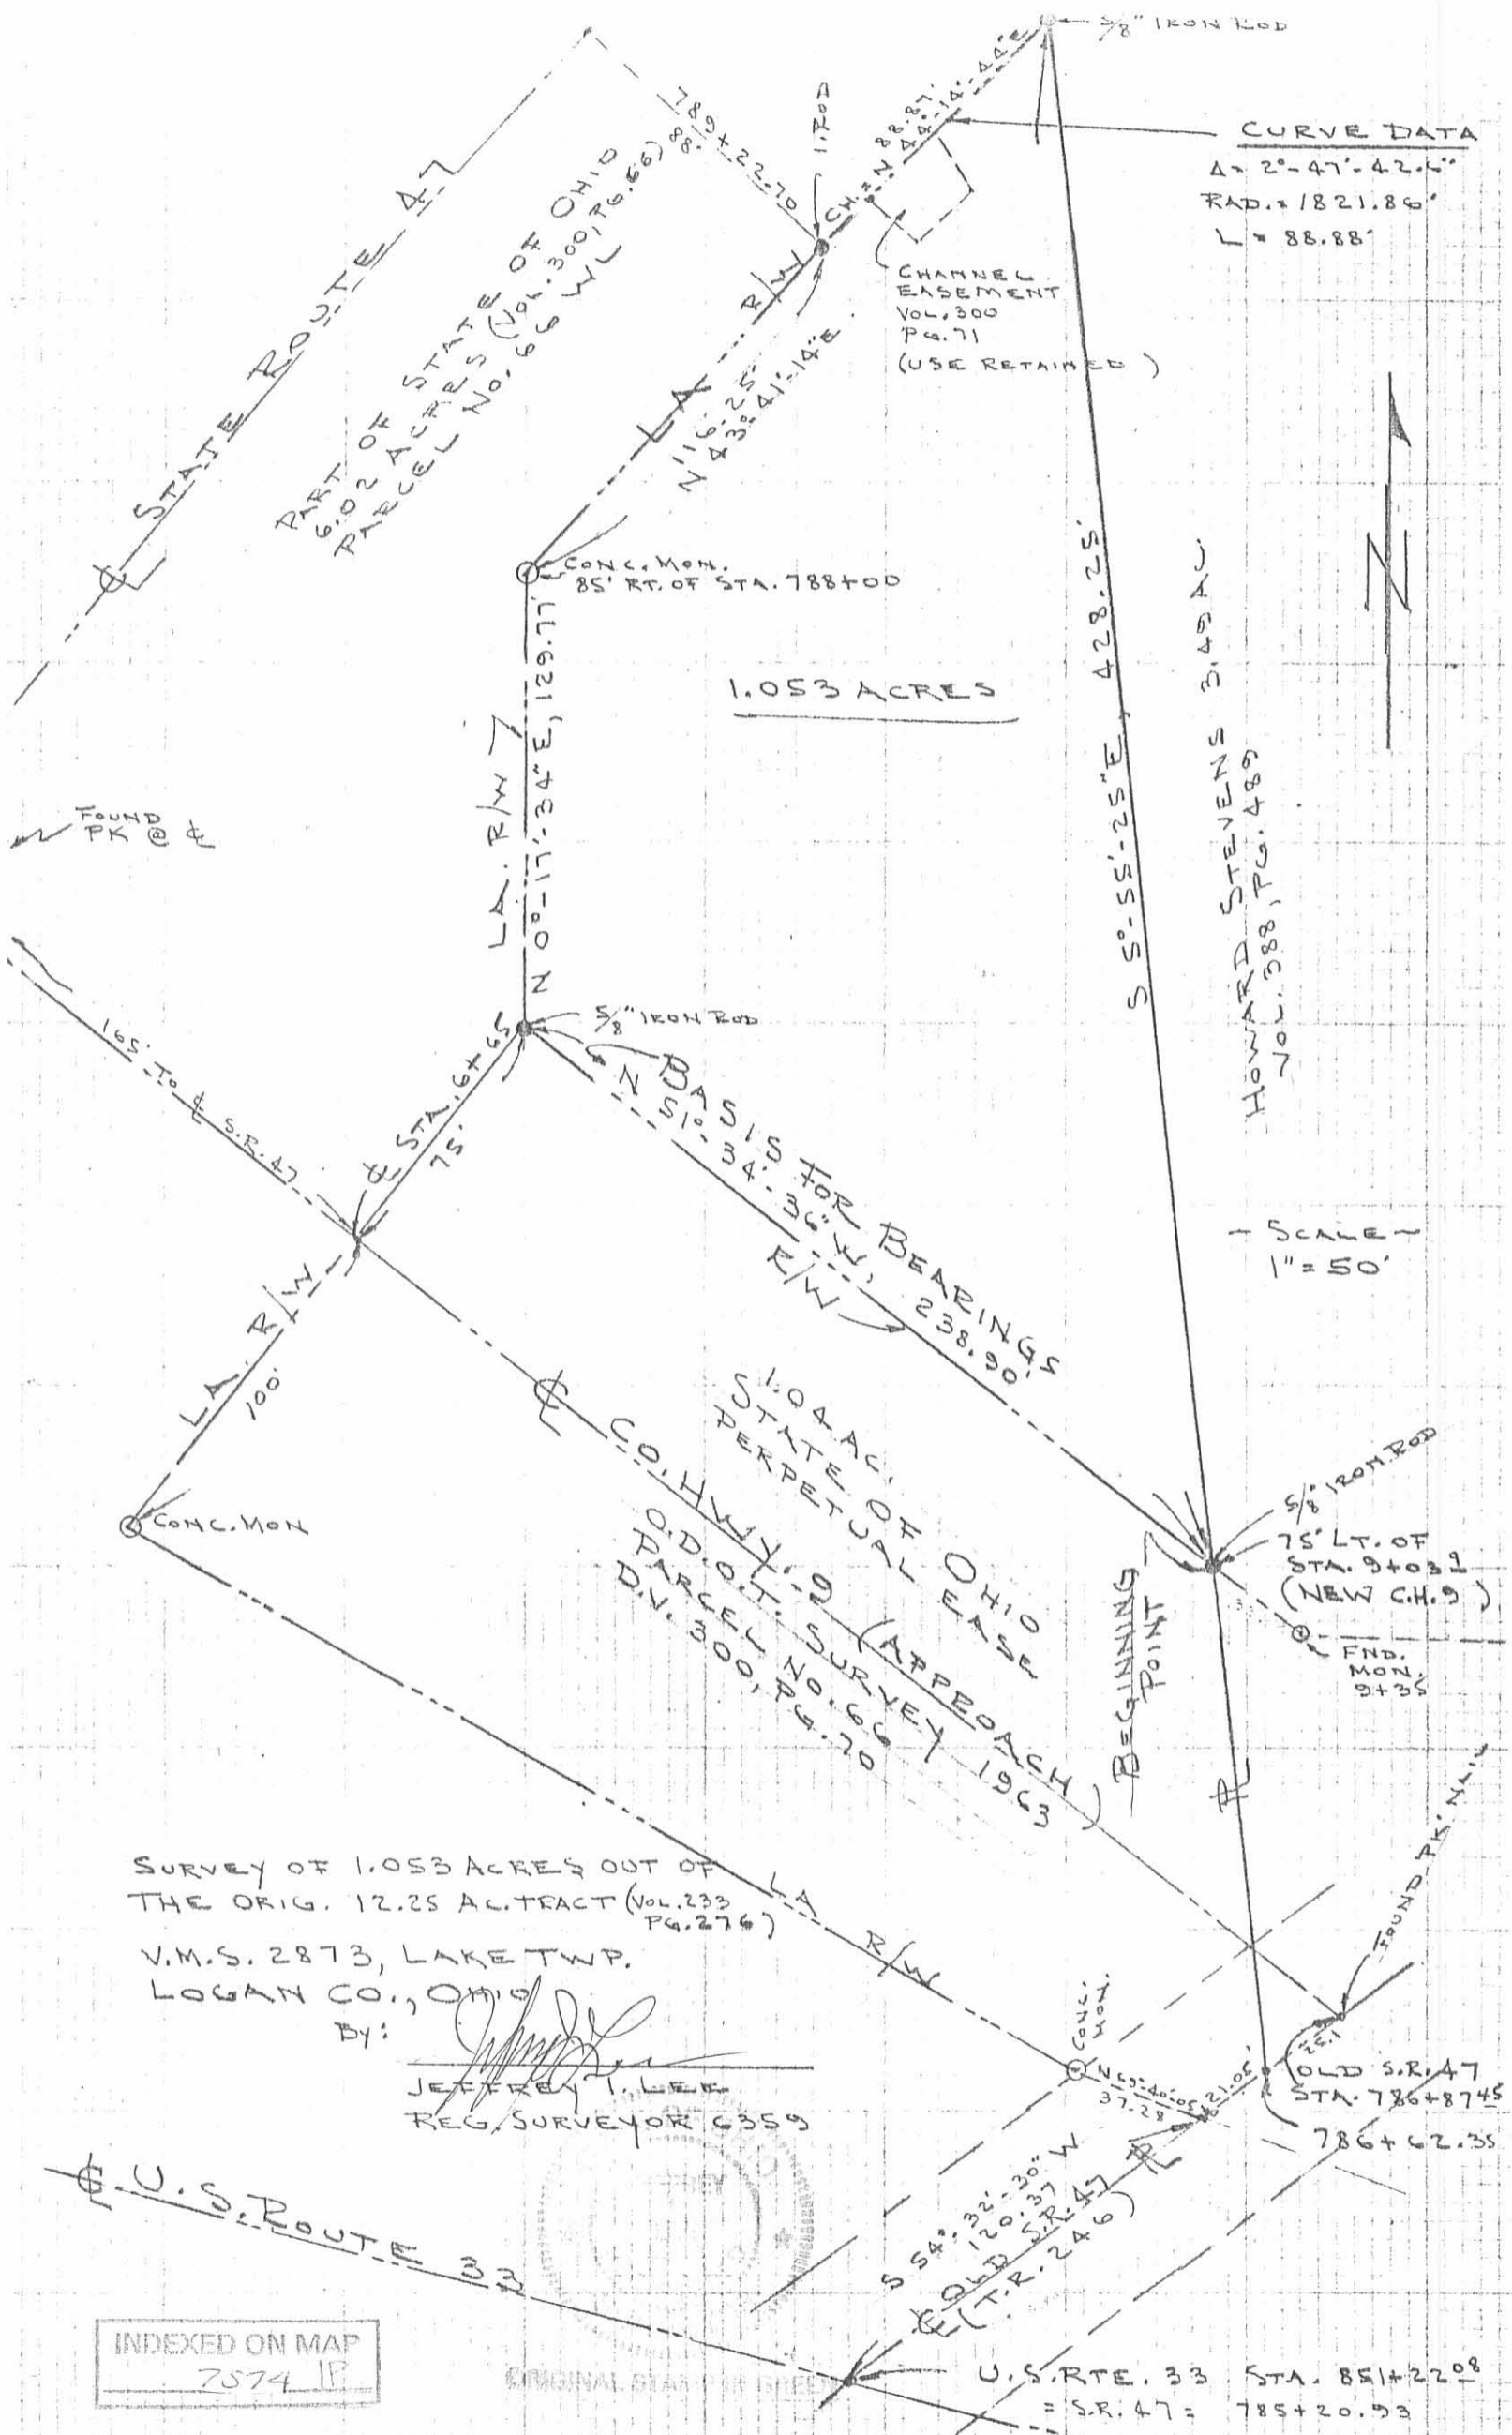 5/8" IRON ROD
CURVE DATA
Δ = 2°-47'-42.6"
RAD. = 1821.86'
L = 88.88'
CH. = N 44°-14'-44" E
88.87'
I. ROD
789+22.70
88'
CHANNEL
EASEMENT
VOL. 300
PG. 71
(USE RETAINED)
℄ STATE ROUTE 47
PART OF STATE OF OHIO
6.02 ACRES (VOL. 300, PG. 66)
PARCEL NO. 66 WL
LA R/W
116.25'
N 43°-41'-14" E
CONC. MON.
85' RT. OF STA. 788+00
N
1.053 ACRES
LA. R/W
N 0°-17'-34" E, 129.77'
S 5°-55'-25" E, 428.25'
HOWARD STEVENS 3.49 AC.
VOL. 388, PG. 489
FOUND
PK @ ℄
5/8" IRON ROD
165' TO ℄ S.R. 47
℄ STA. 6+65
75'
BASIS FOR BEARINGS
N 51°-34'-36" W, 238.90'
R/W
- SCALE -
1" = 50'
LA. R/W
100'
CONC. MON
1.04 AC.
STATE OF OHIO
PERPETUAL EASE
℄ CO. HWY. 9 (APPROACH)
O.D.O.T. SURVEY 1963
PARCEL NO. 66
D.V. 300, PG. 70
5/8" IRON ROD
75' LT. OF
STA. 9+03
(NEW C.H. 9)
BEGINNING
POINT
FND.
MON.
9+35
℄
FOUND PK. NAIL
SURVEY OF 1.053 ACRES OUT OF
THE ORIG. 12.25 AC. TRACT (VOL. 233
PG. 276)
V.M.S. 2873, LAKE TWP.
LOGAN CO., OHIO
By:
JEFFREY I. LEE
REG. SURVEYOR 6359
LA R/W
CONC.
MON.
N 69°-40'-05"
37.28
21.05'
25.1
OLD S.R. 47
STA. 786+87.45
786+62.35
S 54°-32'-30" W
120.37'
℄ OLD S.R. 47
(T.R. 246)
℄ U.S. ROUTE 33
U.S. RTE. 33 STA. 851+22.08
= S.R. 47 = 785+20.93
INDEXED ON MAP
7574 IP